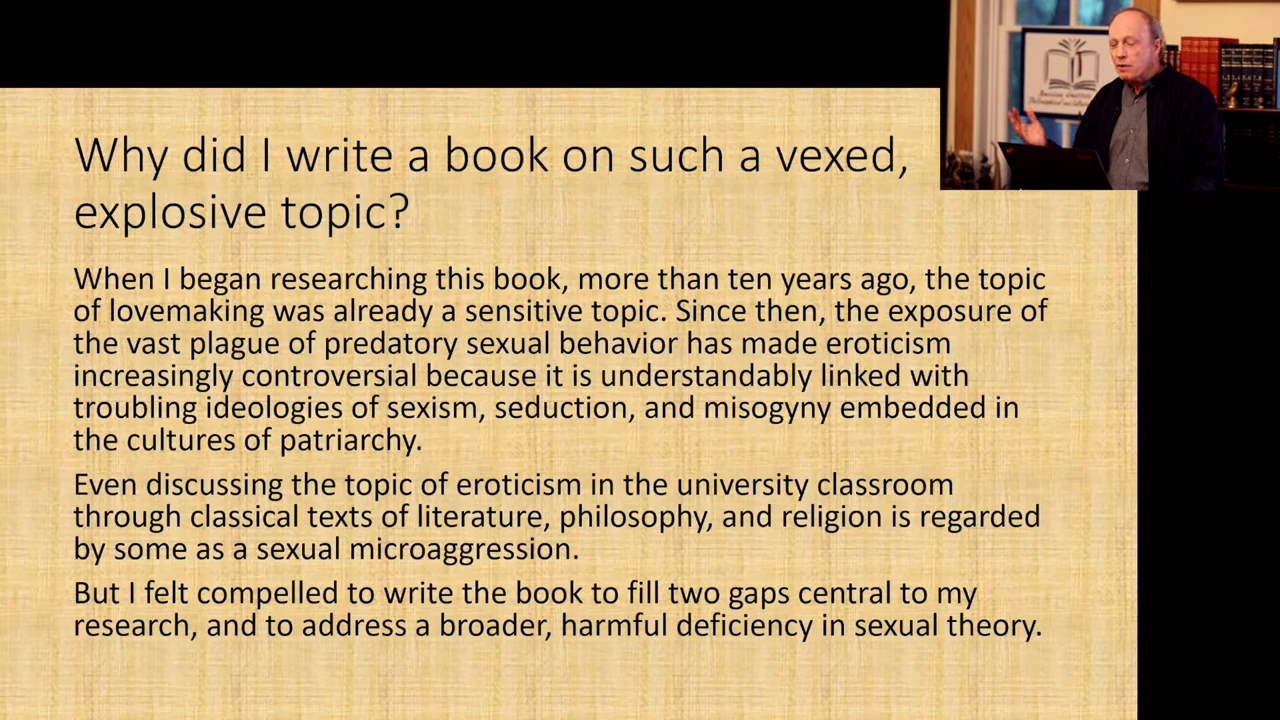 Why did I write a book on such a vexed,
explosive topic?
When I began researching this book, more than ten years ago, the topic
of lovemaking was already a sensitive topic. Since then, the exposure of
the vast plague of predatory sexual behavior has made eroticism
increasingly controversial because it is understandably linked with
troubling ideologies of sexism, seduction, and misogyny embedded in
the cultures of patriarchy.
Even discussing the topic of eroticism in the university classroom
through classical texts of literature, philosophy, and religion is regarded
by some as a sexual microaggression.
But I felt compelled to write the book to fill two gaps central to my
research, and to address a broader, harmful deficiency in sexual theory.